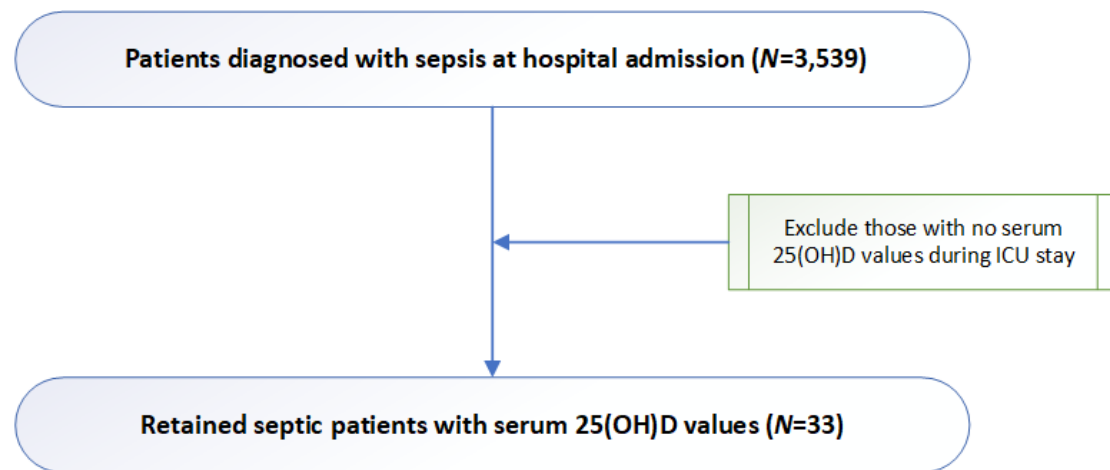 Patients diagnosed with sepsis at hospital admission (N=3,539)
Exclude those with no serum
25(OH)D values during ICU stay
Retained septic patients with serum 25(OH)D values (N=33)